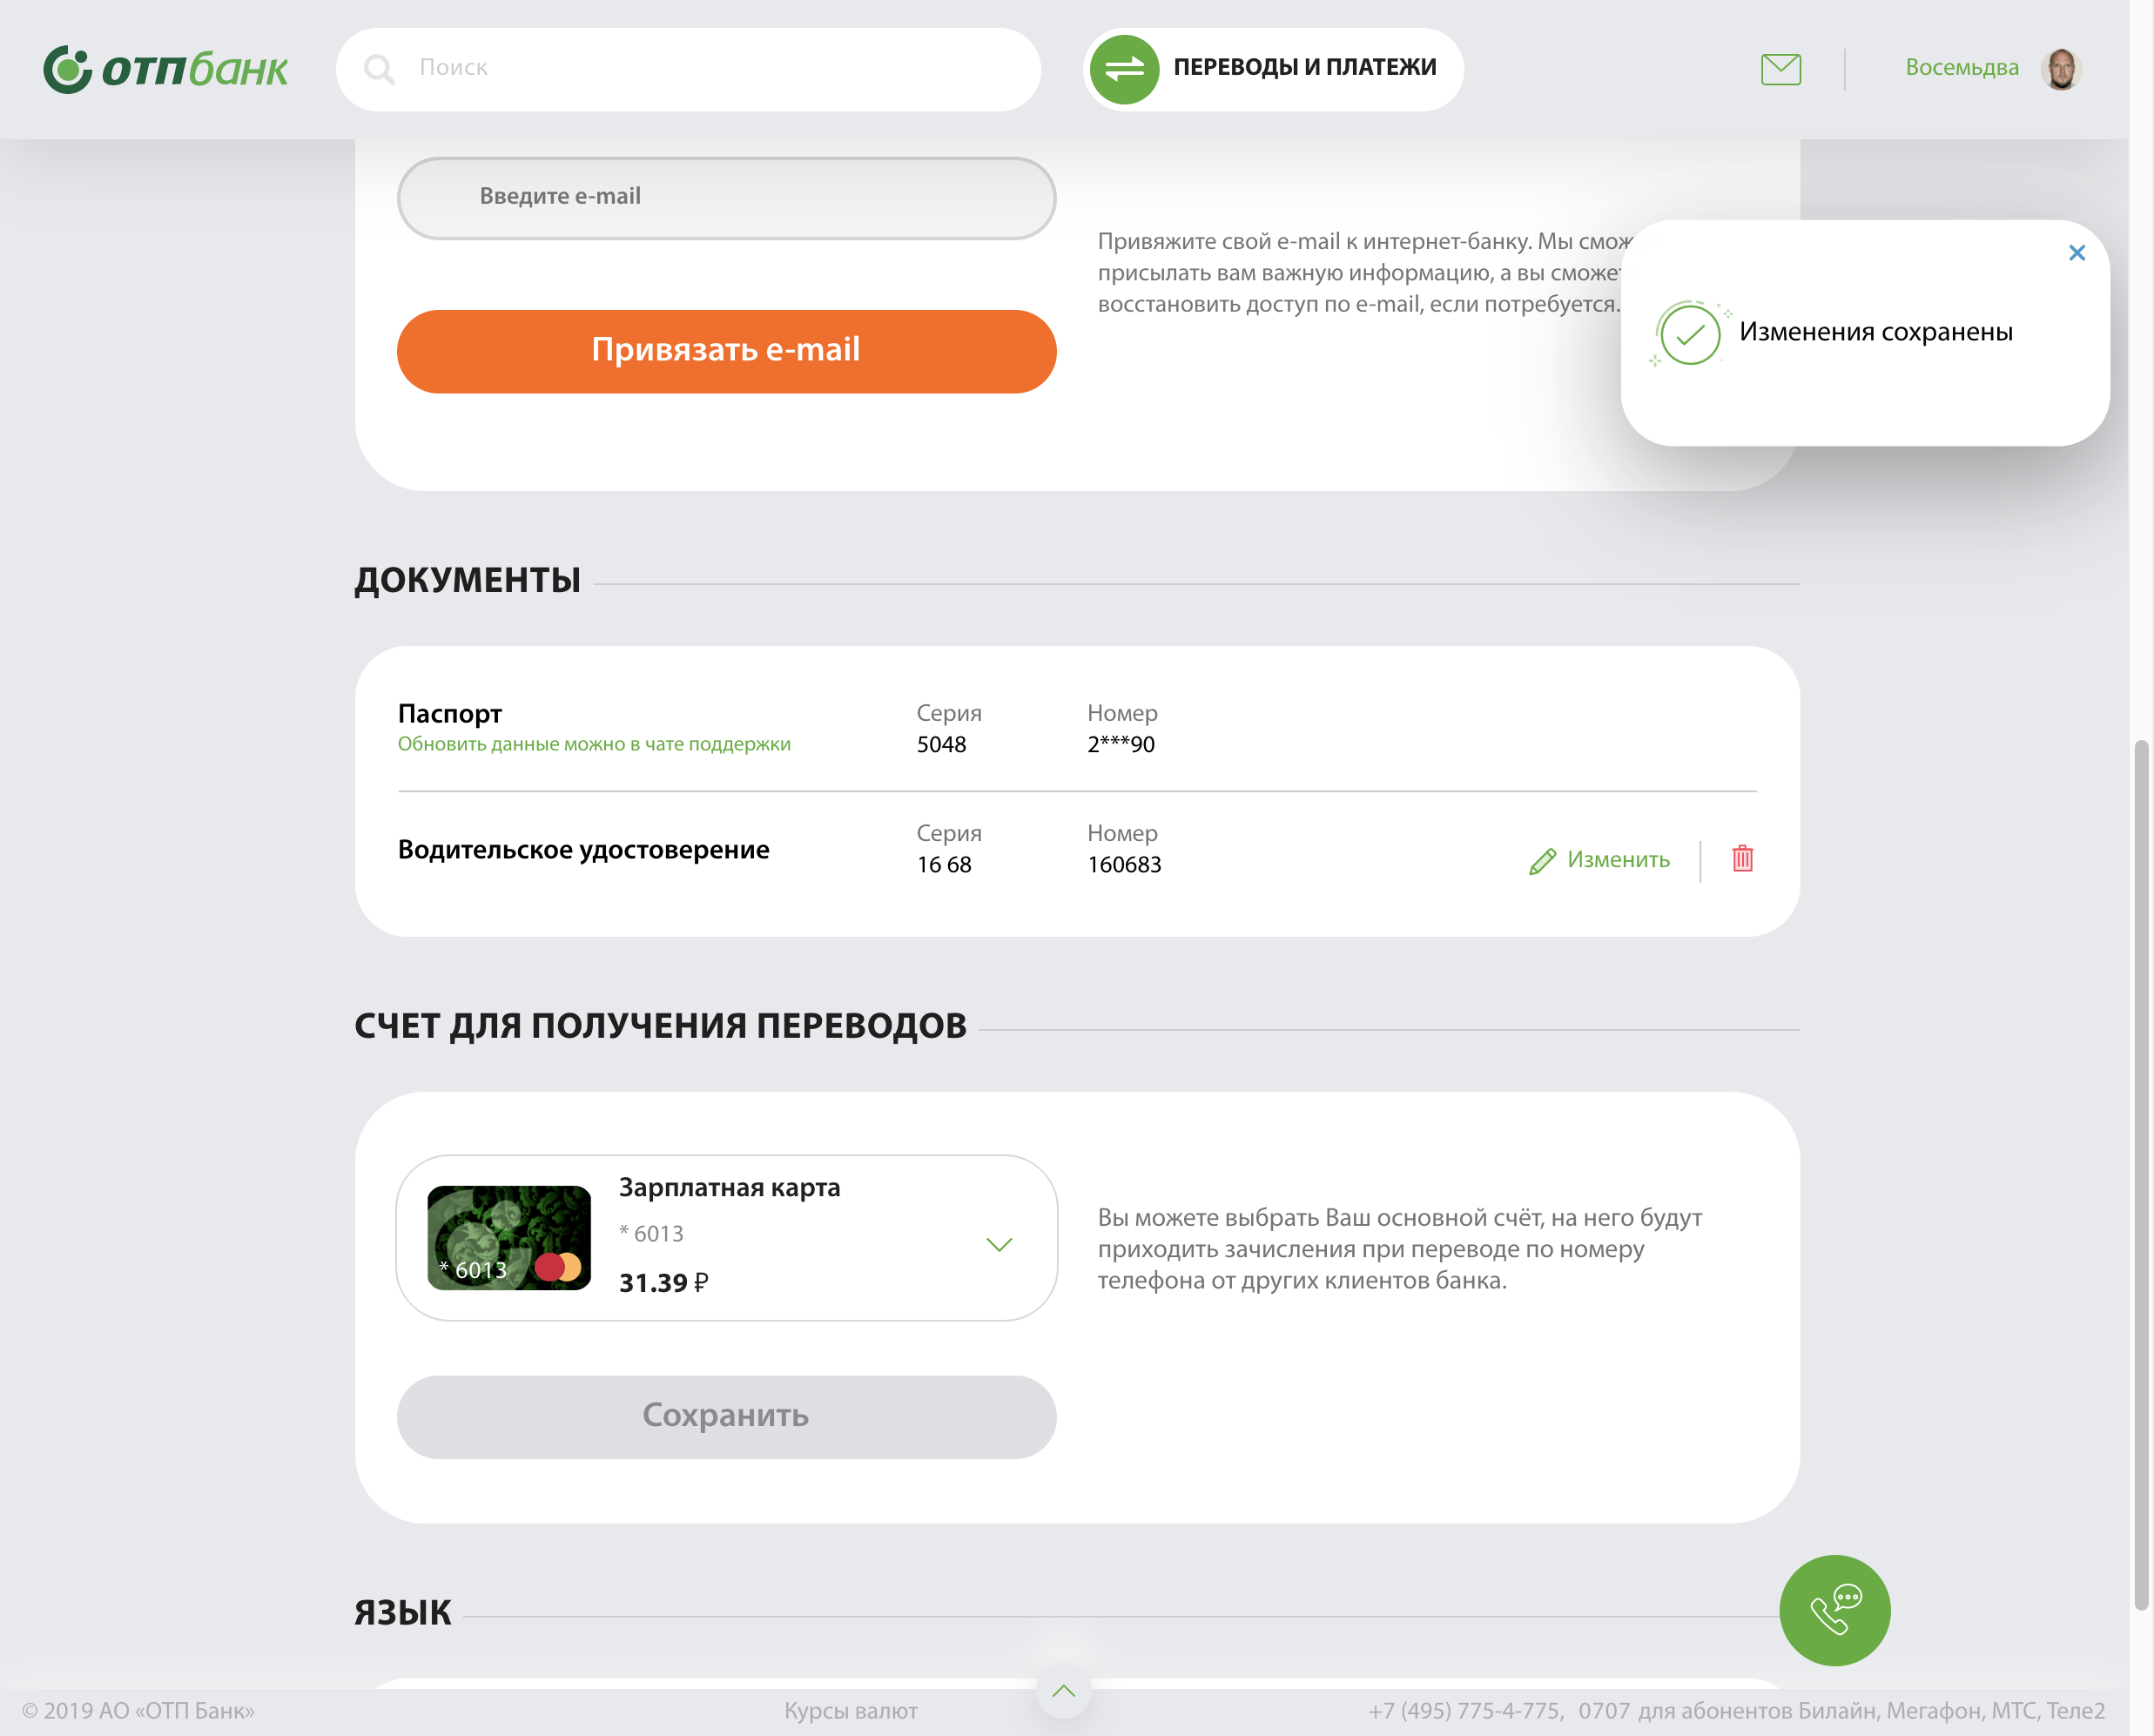 отпбанк
Поиск
ПЕРЕВОДЫ И ПЛАТЕЖИ
Восемьдва
Введите e-mail
Привязать e-mail
Привяжите свой e-mail к интернет-банку. Мы
присылать вам важную информацию, а вы сможете
восстановить доступ по e-mail, если потребуется.
Изменения сохранены
ДОКУМЕНТЫ
Паспорт
Обновить данные можно в чате поддержки
Серия
5048
Номер
2***90
Водительское удостоверение
Серия
16 68
Номер
160683
Изменить
СЧЕТ ДЛЯ ПОЛУЧЕНИЯ ПЕРЕВОДОВ
* 6013
Зарплатная карта
* 6013
31.39 ₽
Вы можете выбрать Ваш основной счёт, на него будут
приходить зачисления при переводе по номеру
телефона от других клиентов банка.
Сохранить
ЯЗЫК
© 2019 АО «ОТП Банк»
Курсы валют
+7 (495) 775-4-775, 0707 для абонентов Билайн, Мегафон, МТС, Теле2